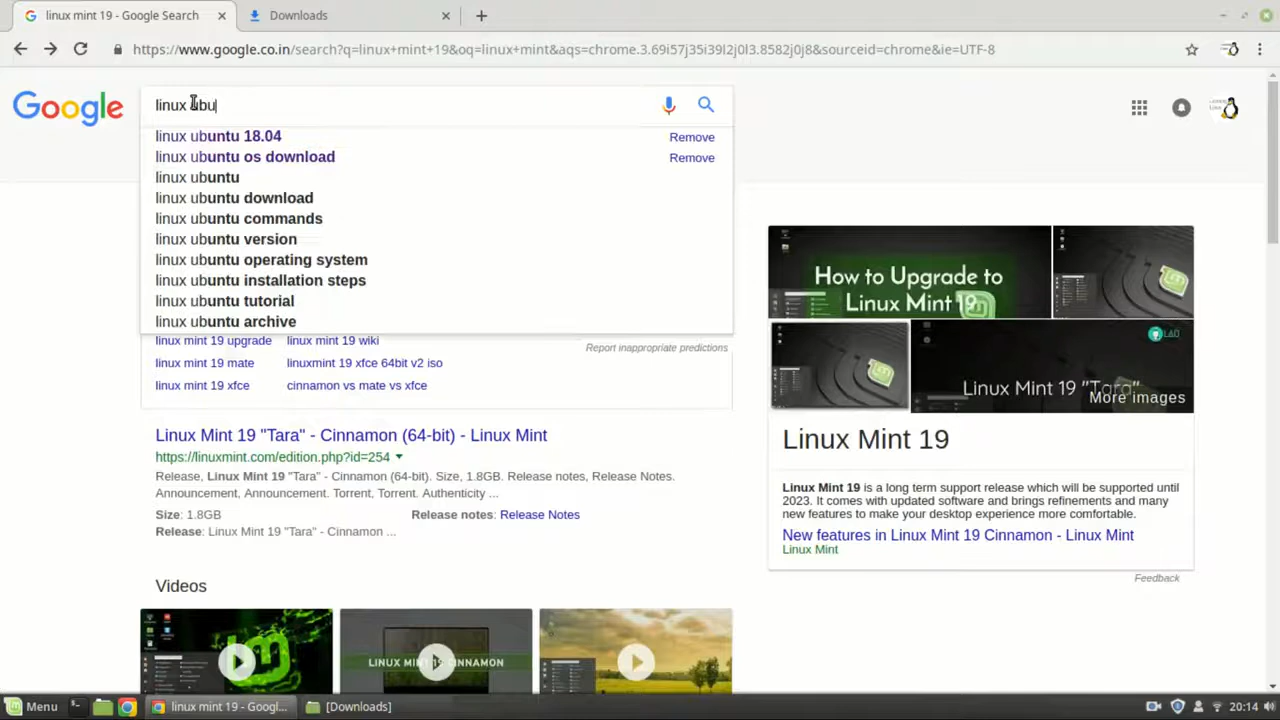 linux mint 19 - Google Search
Downloads
https://www.google.co.in/search?q=linux+mint+19&oq=linux+mint&aqs=chrome.3.69i57j35i39l2j0l3.8582j0j8&sourceid=chrome&ie=UTF-8
Google
linux ubu
linux ubuntu 18.04 Remove
linux ubuntu os download Remove
linux ubuntu
linux ubuntu download
linux ubuntu commands
linux ubuntu version
linux ubuntu operating system
linux ubuntu installation steps
linux ubuntu tutorial
linux ubuntu archive
Report inappropriate predictions
linux mint 19 upgrade linux mint 19 wiki
linux mint 19 mate linuxmint 19 xfce 64bit v2 iso
linux mint 19 xfce cinnamon vs mate vs xfce
Linux Mint 19 "Tara" - Cinnamon (64-bit) - Linux Mint
https://linuxmint.com/edition.php?id=254
Release, Linux Mint 19 "Tara" - Cinnamon (64-bit). Size, 1.8GB. Release notes, Release Notes.
Announcement, Announcement. Torrent, Torrent. Authenticity ...
Size: 1.8GB Release notes: Release Notes
Release: Linux Mint 19 "Tara" - Cinnamon ...
Videos
LINUX MINT 19 CINNAMON
How to Upgrade to
Linux Mint 19
Linux Mint 19 "Tara"
More images
Linux Mint 19
Linux Mint 19 is a long term support release which will be supported until
2023. It comes with updated software and brings refinements and many
new features to make your desktop experience more comfortable.
New features in Linux Mint 19 Cinnamon - Linux Mint
Linux Mint
Feedback
Menu
linux mint 19 - Googl...
[Downloads]
20:14